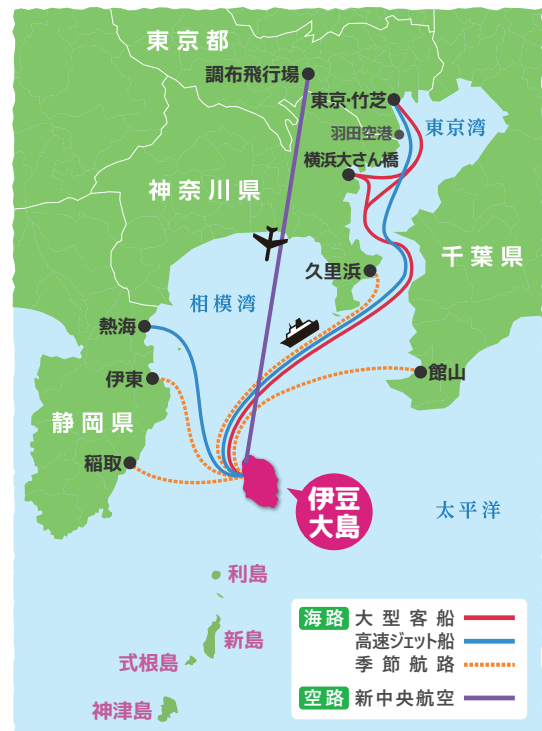 東京都
調布飛行場
東京・竹芝
羽田空港
東京湾
横浜大さん橋
神奈川県
千葉県
久里浜
相模湾
熱海
伊東
館山
静岡県
稲取
伊豆
大島
太平洋
利島
新島
式根島
神津島
海路 大型客船
高速ジェット船
季節航路
空路 新中央航空